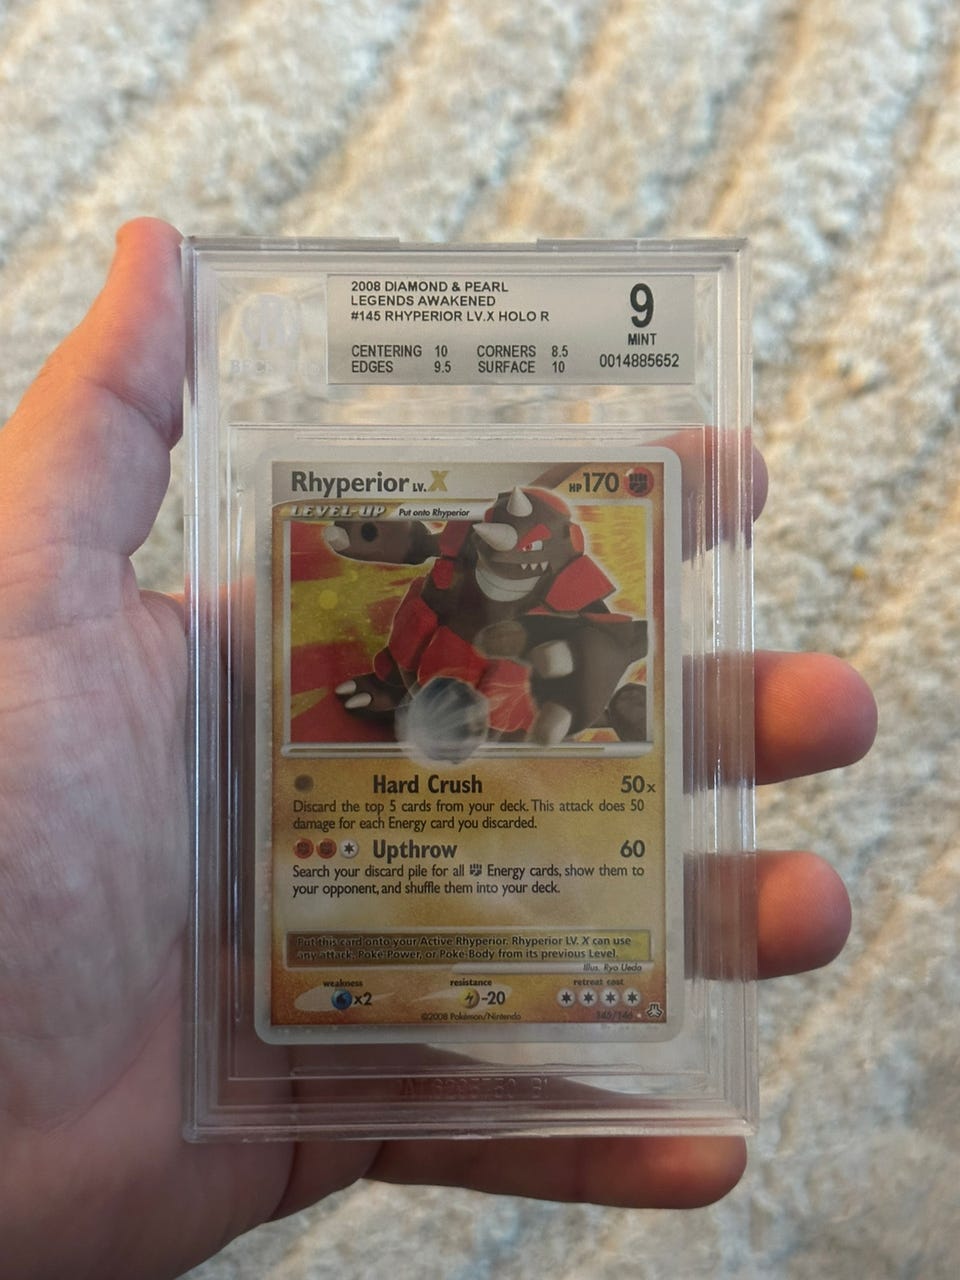 2008 DIAMOND & PEARL
LEGENDS AWAKENED
#145 RHYPERIOR LV.X HOLO R
9
MINT
CENTERING 10 CORNERS 8.5
EDGES 9.5 SURFACE 10
0014885652
Rhyperior LV.X
HP 170
LEVEL-UP Put onto Rhyperior
Hard Crush 50x
Discard the top 5 cards from your deck. This attack does 50
damage for each Energy card you discarded.
Upthrow 60
Search your discard pile for all Energy cards, show them to
your opponent, and shuffle them into your deck.
Put this card onto your Active Rhyperior. Rhyperior LV. X can use
any attack, Poké-Power, or Poké-Body from its previous Level.
Illus. Ryo Ueda
weakness resistance retreat cost
x2 -20
©2008 Pokémon/Nintendo
145/146